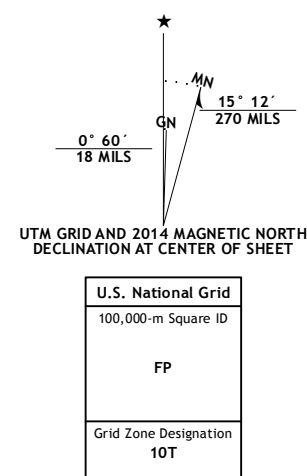 ★
MN
GN
15° 12´
270 MILS
0° 60´
18 MILS
UTM GRID AND 2014 MAGNETIC NORTH
DECLINATION AT CENTER OF SHEET
U.S. National Grid
100,000-m Square ID
FP
Grid Zone Designation
10T